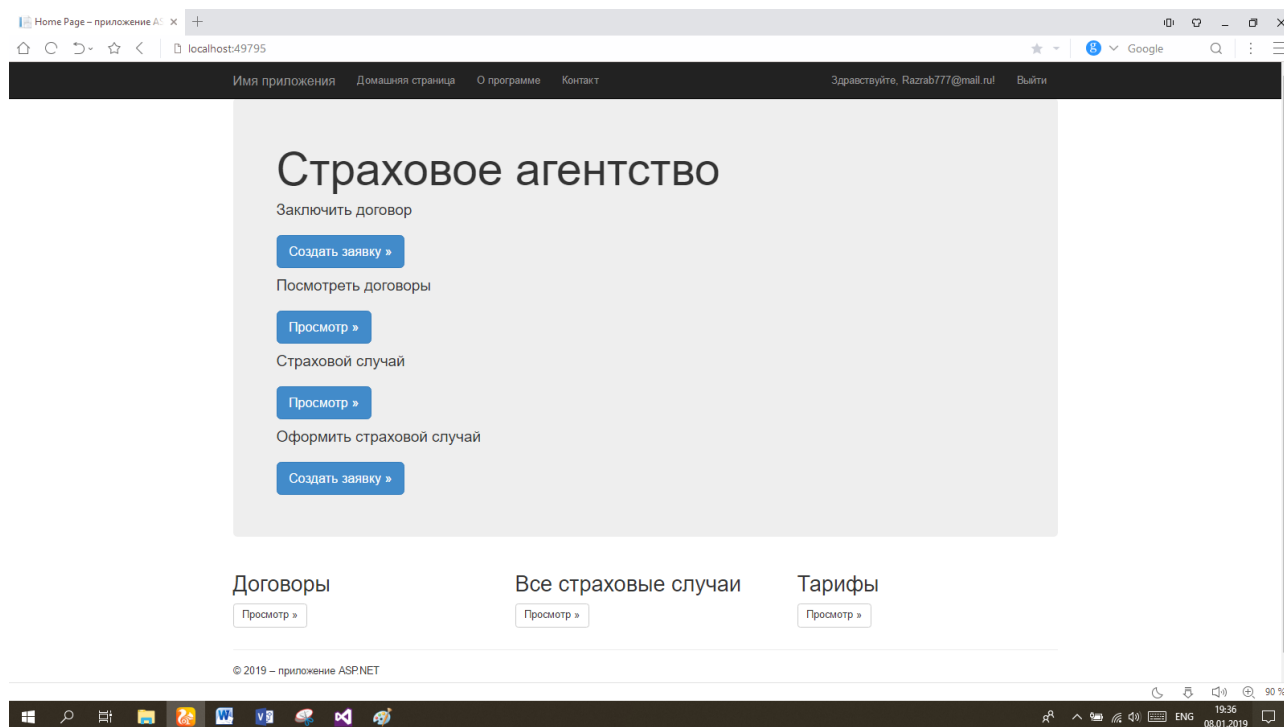 Home Page – приложение AS
localhost:49795
Google
Имя приложения Домашняя страница О программе Контакт Здравствуйте, Razrab777@mail.ru! Выйти
Страховое агентство
Заключить договор
Создать заявку »
Посмотреть договоры
Просмотр »
Страховой случай
Просмотр »
Оформить страховой случай
Создать заявку »
Договоры Все страховые случаи Тарифы
Просмотр » Просмотр » Просмотр »
© 2019 – приложение ASP.NET
90 %
ENG
19:36
08.01.2019